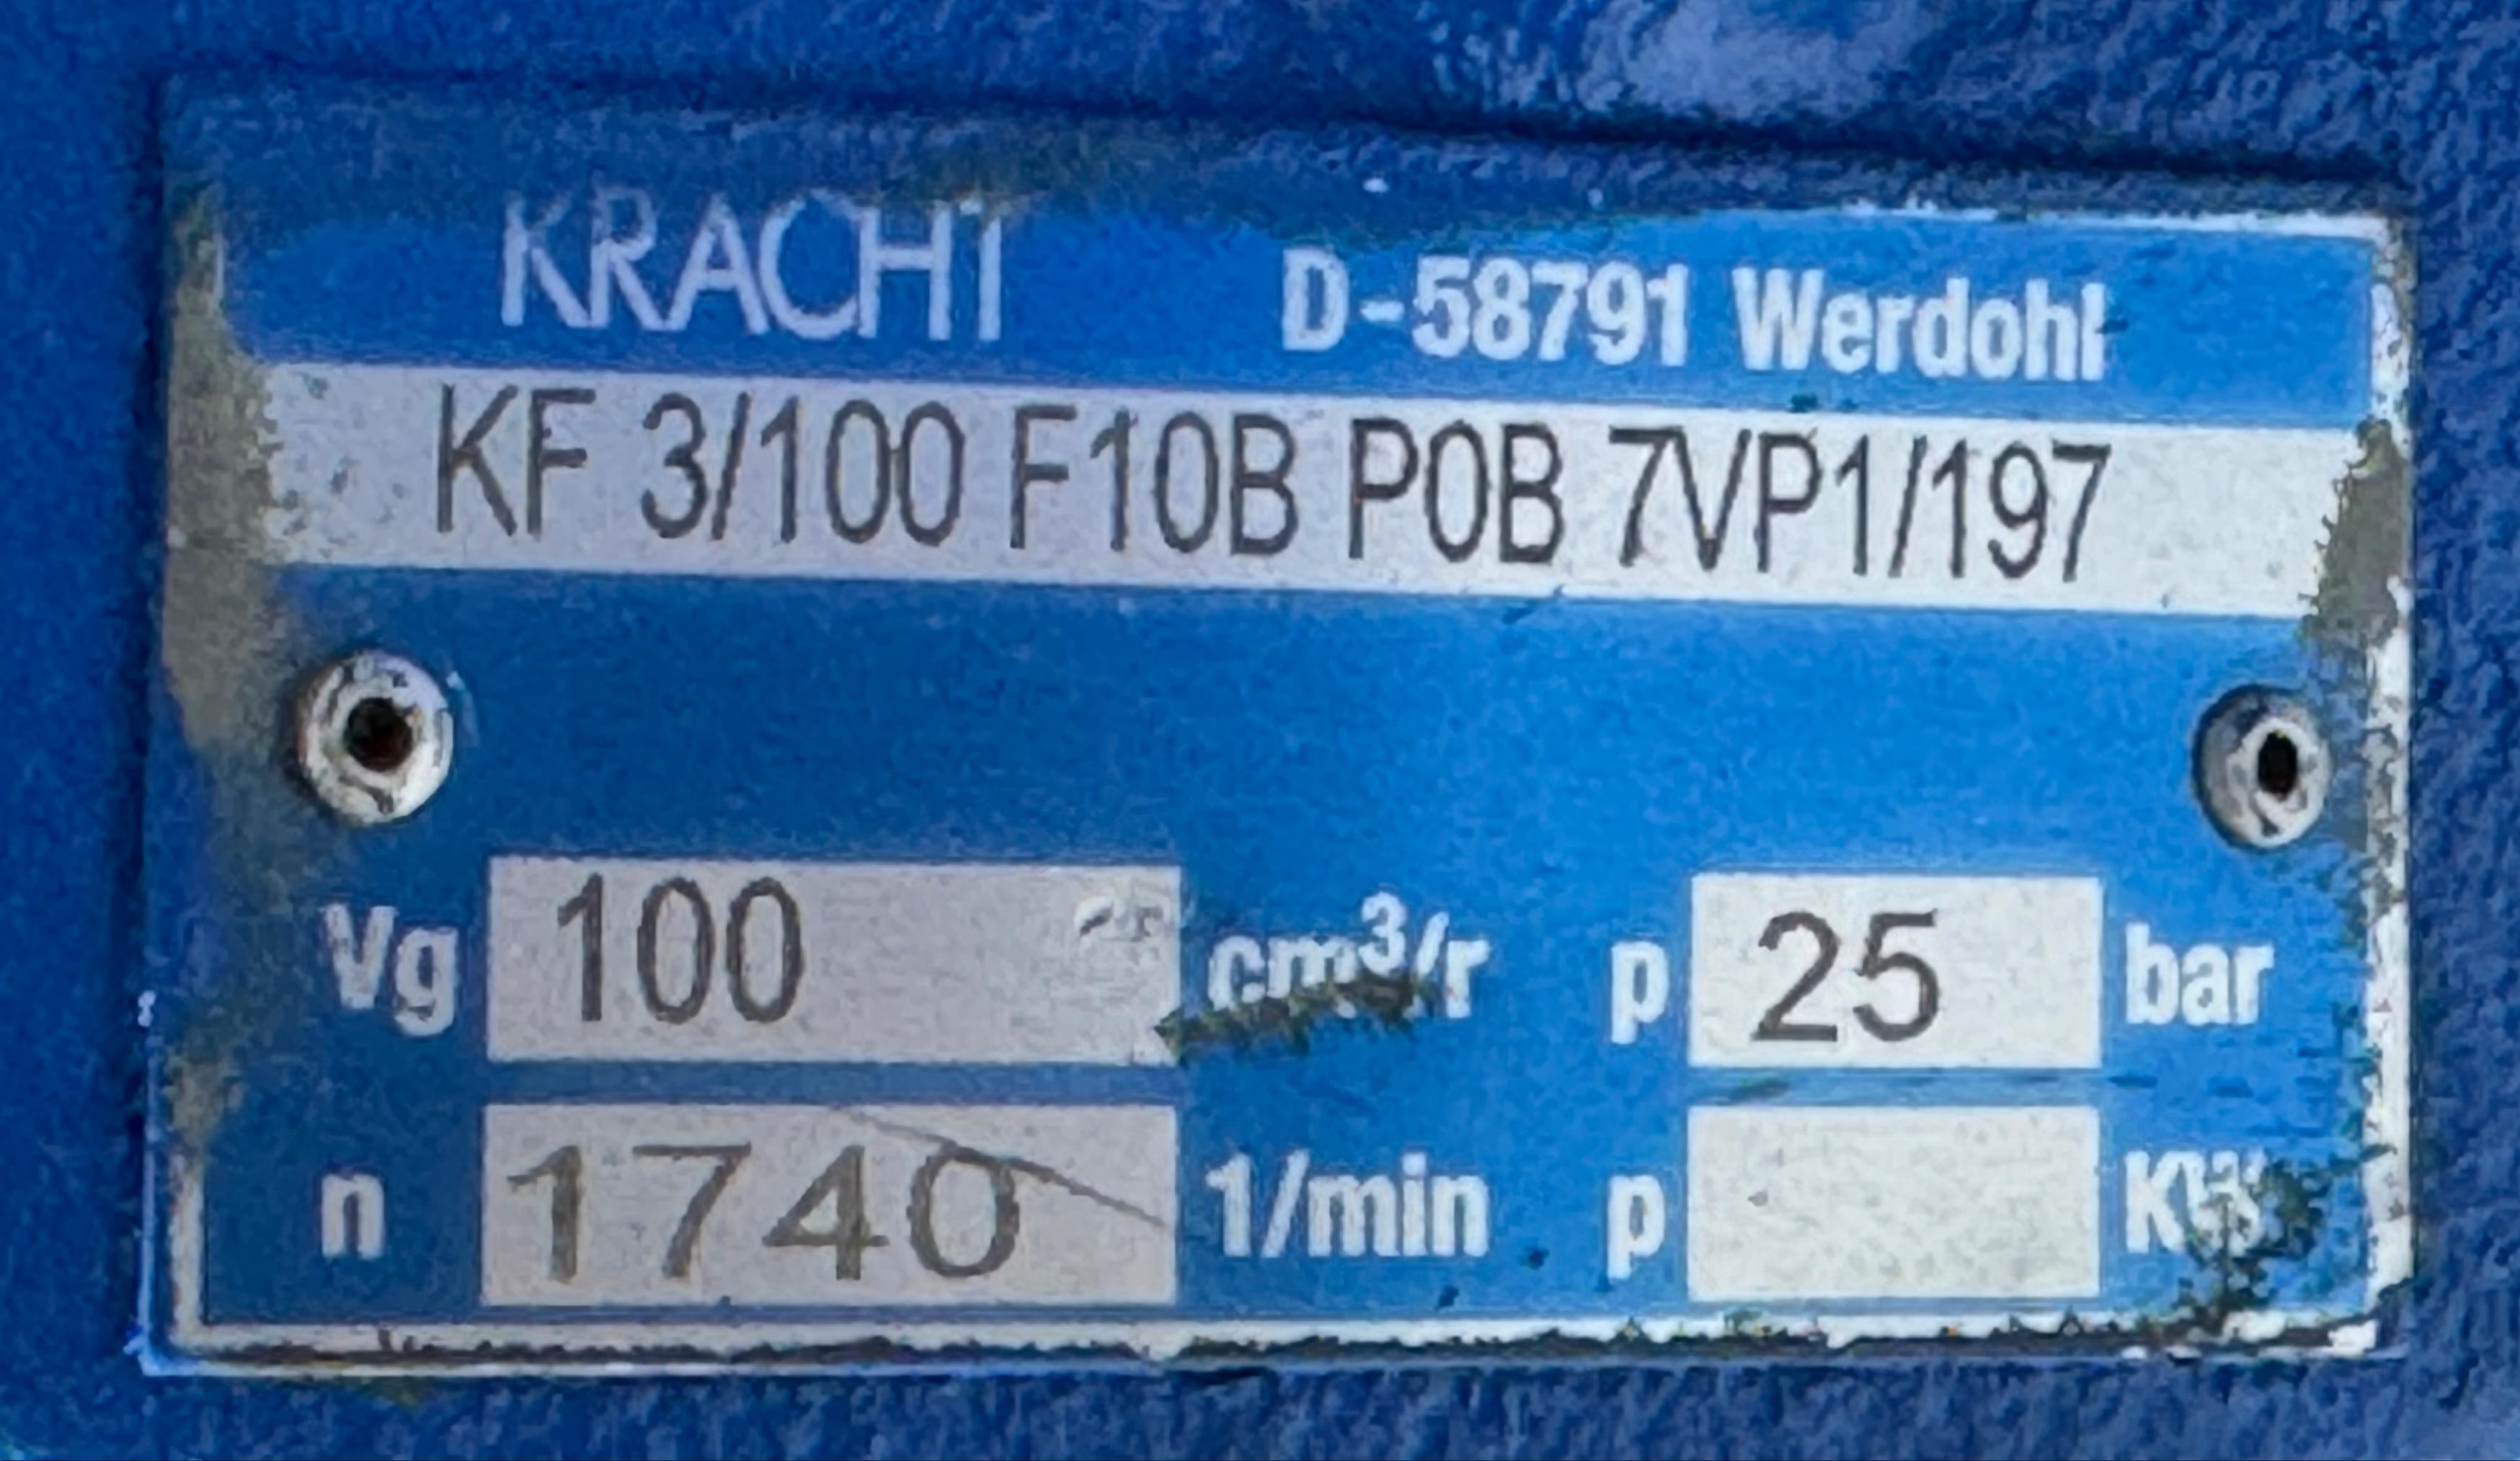 KRACHT D-58791 Werdohl
KF 3/100 F10B P0B 7VP1/197
Vg 100 cm³/r p 25 bar
n 1740 1/min p KW